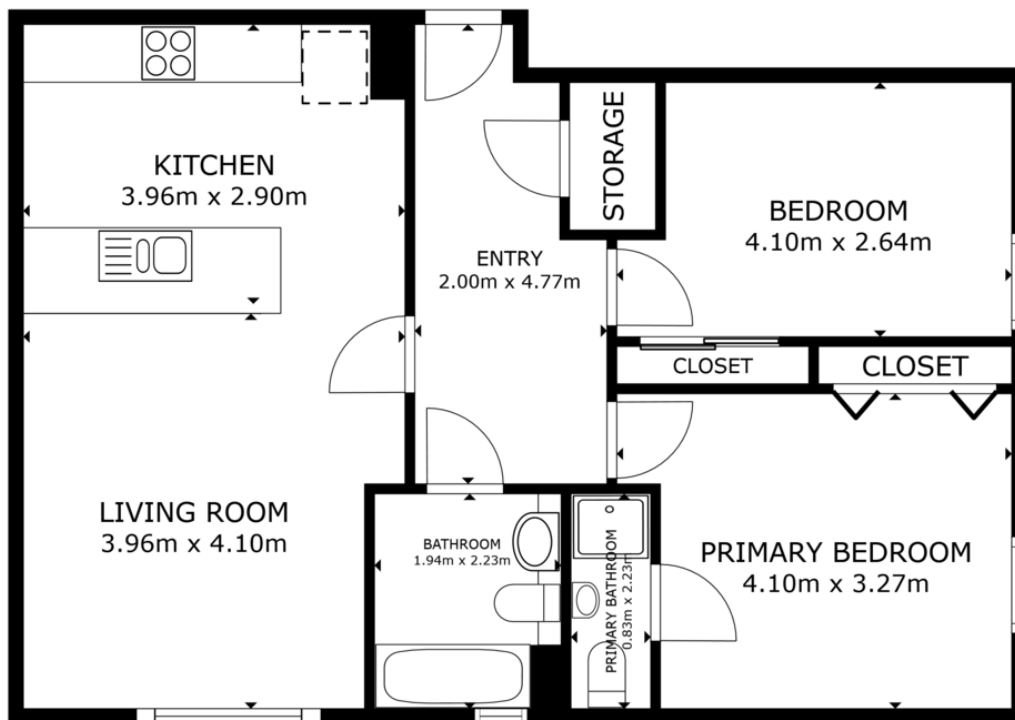 KITCHEN
3.96m x 2.90m
STORAGE
BEDROOM
4.10m x 2.64m
ENTRY
2.00m x 4.77m
CLOSET
CLOSET
LIVING ROOM
3.96m x 4.10m
BATHROOM
1.94m x 2.23m
PRIMARY BATHROOM
0.83m x 2.23m
PRIMARY BEDROOM
4.10m x 3.27m